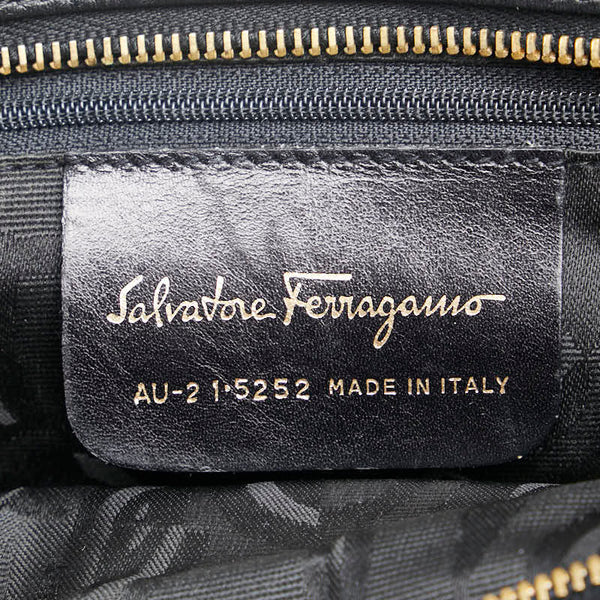 Salvatore Ferragamo
AU-21·5252 MADE IN ITALY